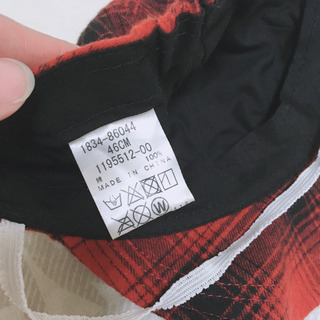 1834-86044
46CM
1195512-00
綿 100%
MADE IN CHINA
W